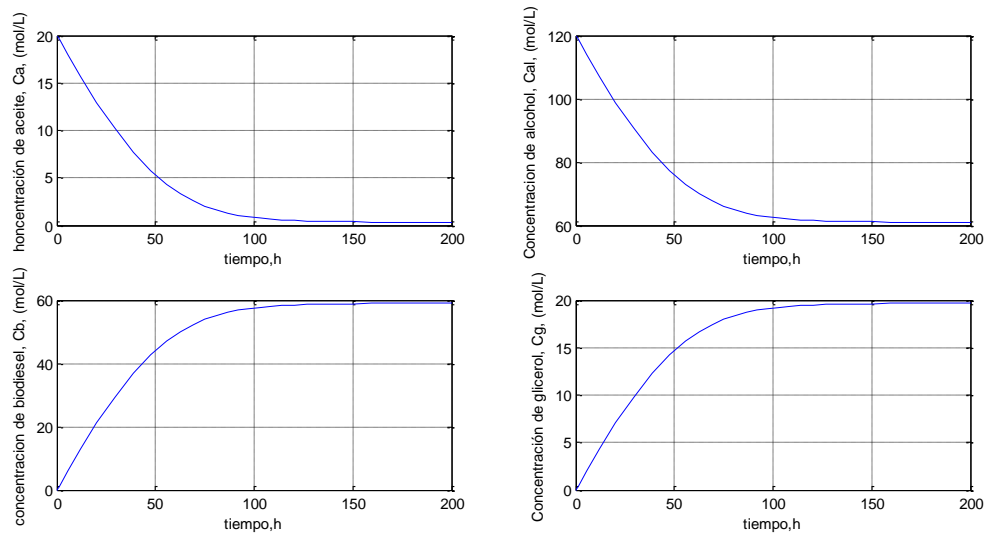 honcentración de aceite, Ca, (mol/L)
20
15
10
5
0
0 50 100 150 200
tiempo,h
Concentracion de alcohol, Cal, (mol/L)
120
100
80
60
0 50 100 150 200
tiempo,h
concentracion de biodiesel, Cb, (mol/L)
60
40
20
0
0 50 100 150 200
tiempo,h
Concentración de glicerol, Cg, (mol/L)
20
15
10
5
0
0 50 100 150 200
tiempo,h